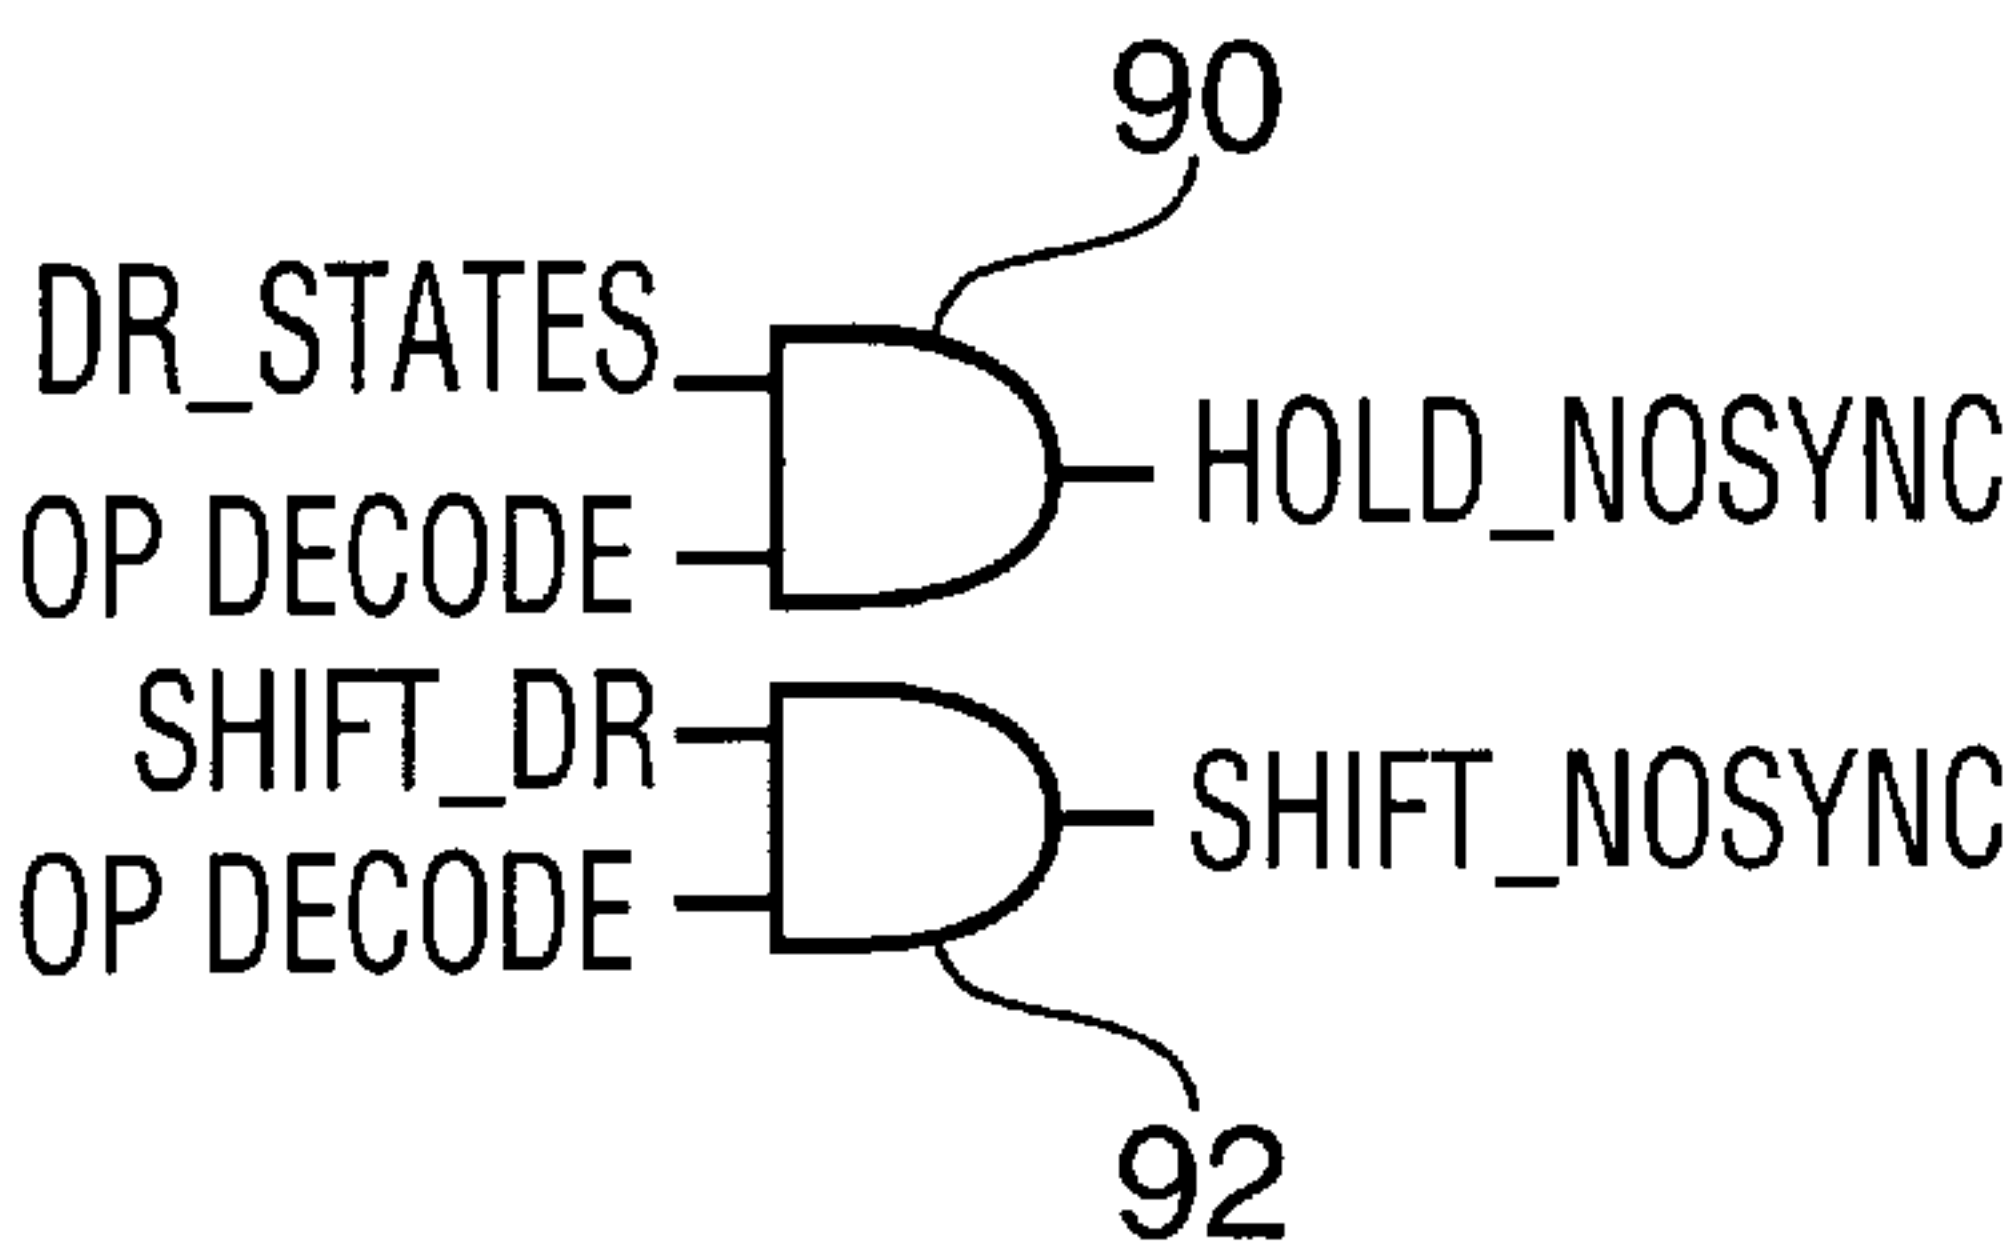 90
DR_STATES
HOLD_NOSYNC
OP DECODE
SHIFT_DR
SHIFT_NOSYNC
OP DECODE
92